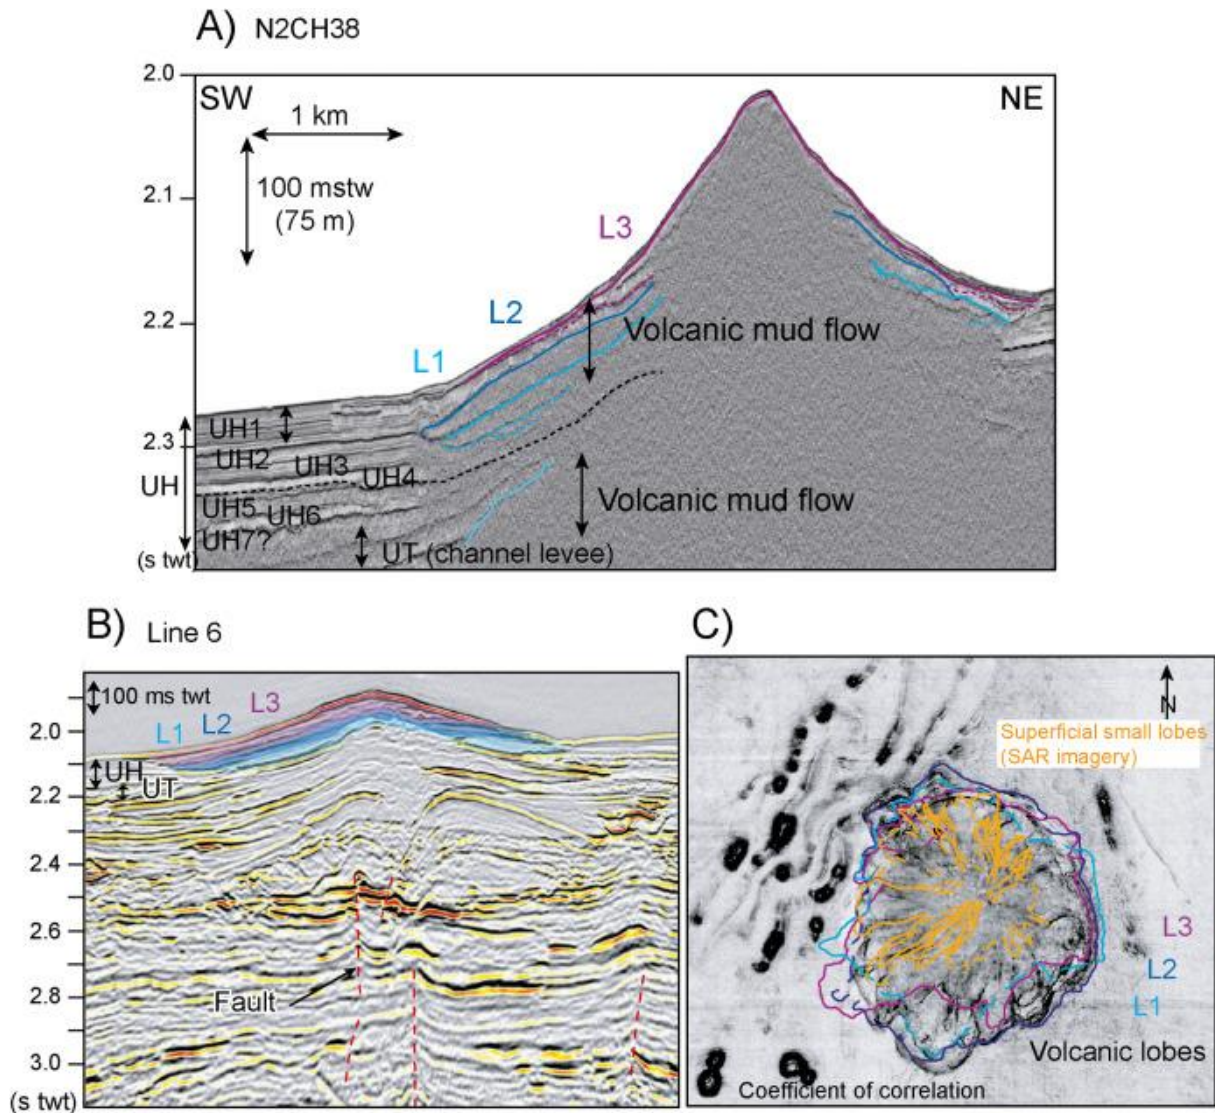 A) N2CH38
2.0
SW
NE
1 km
100 mstw
(75 m)
2.1
L3
2.2
L2
Volcanic mud flow
L1
UH1
2.3
UH2
UH3
UH4
UH
UH5
UH6
Volcanic mud flow
UH7?
(s twt)
UT (channel levee)
B) Line 6
100 ms twt
L3
L2
L1
2.0
UH
UT
2.2
2.4
2.6
Fault
2.8
3.0
(s twt)
C)
N
Superficial small lobes
(SAR imagery)
L3
L2
L1
Volcanic lobes
Coefficient of correlation